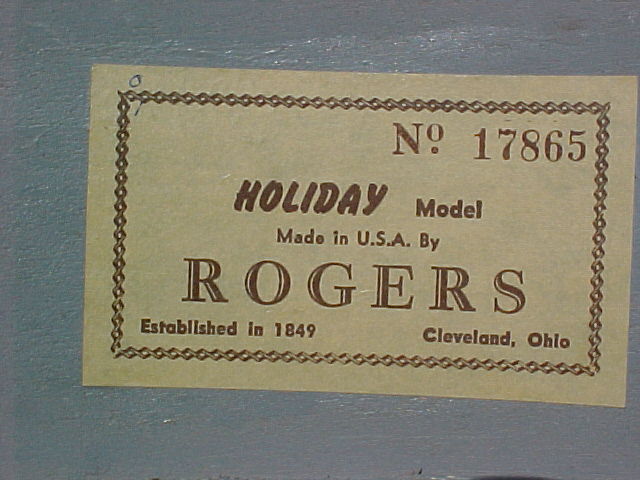 Nº 17865
HOLIDAY Model
Made in U.S.A. By
ROGERS
Established in 1849 Cleveland, Ohio